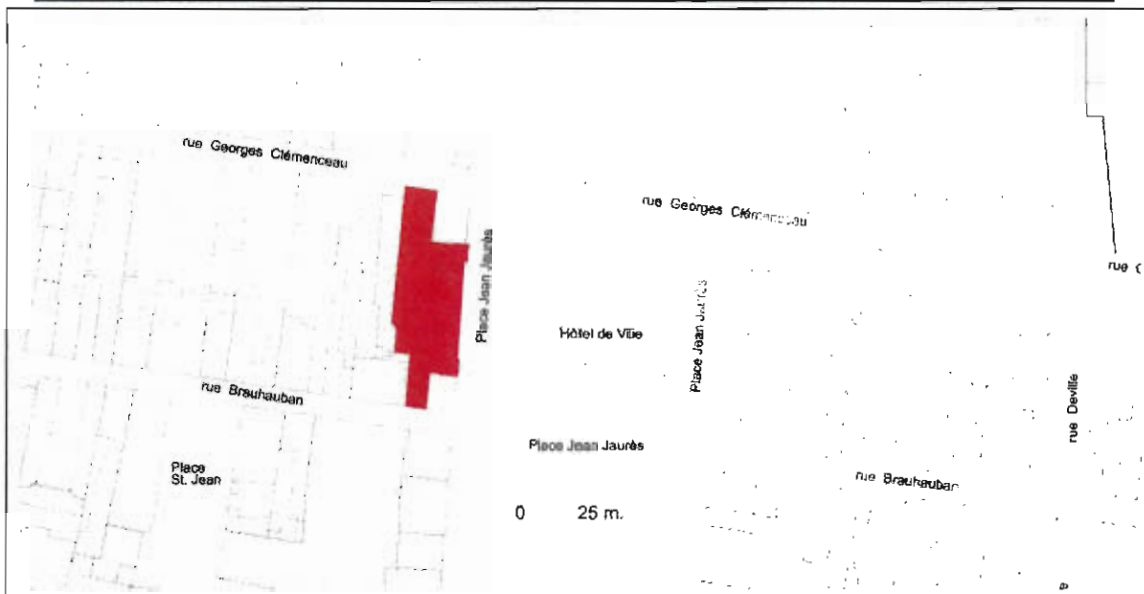 rue Georges Clémenceau
rue Georges Clémenceau
Place Jean Jaurès
rue
Hôtel de Ville
Place Jean Jaurès
rue Brauhauban
rue Deville
Place Jean Jaurès
Place
St. Jean
rue Brauhauban
0 25 m.